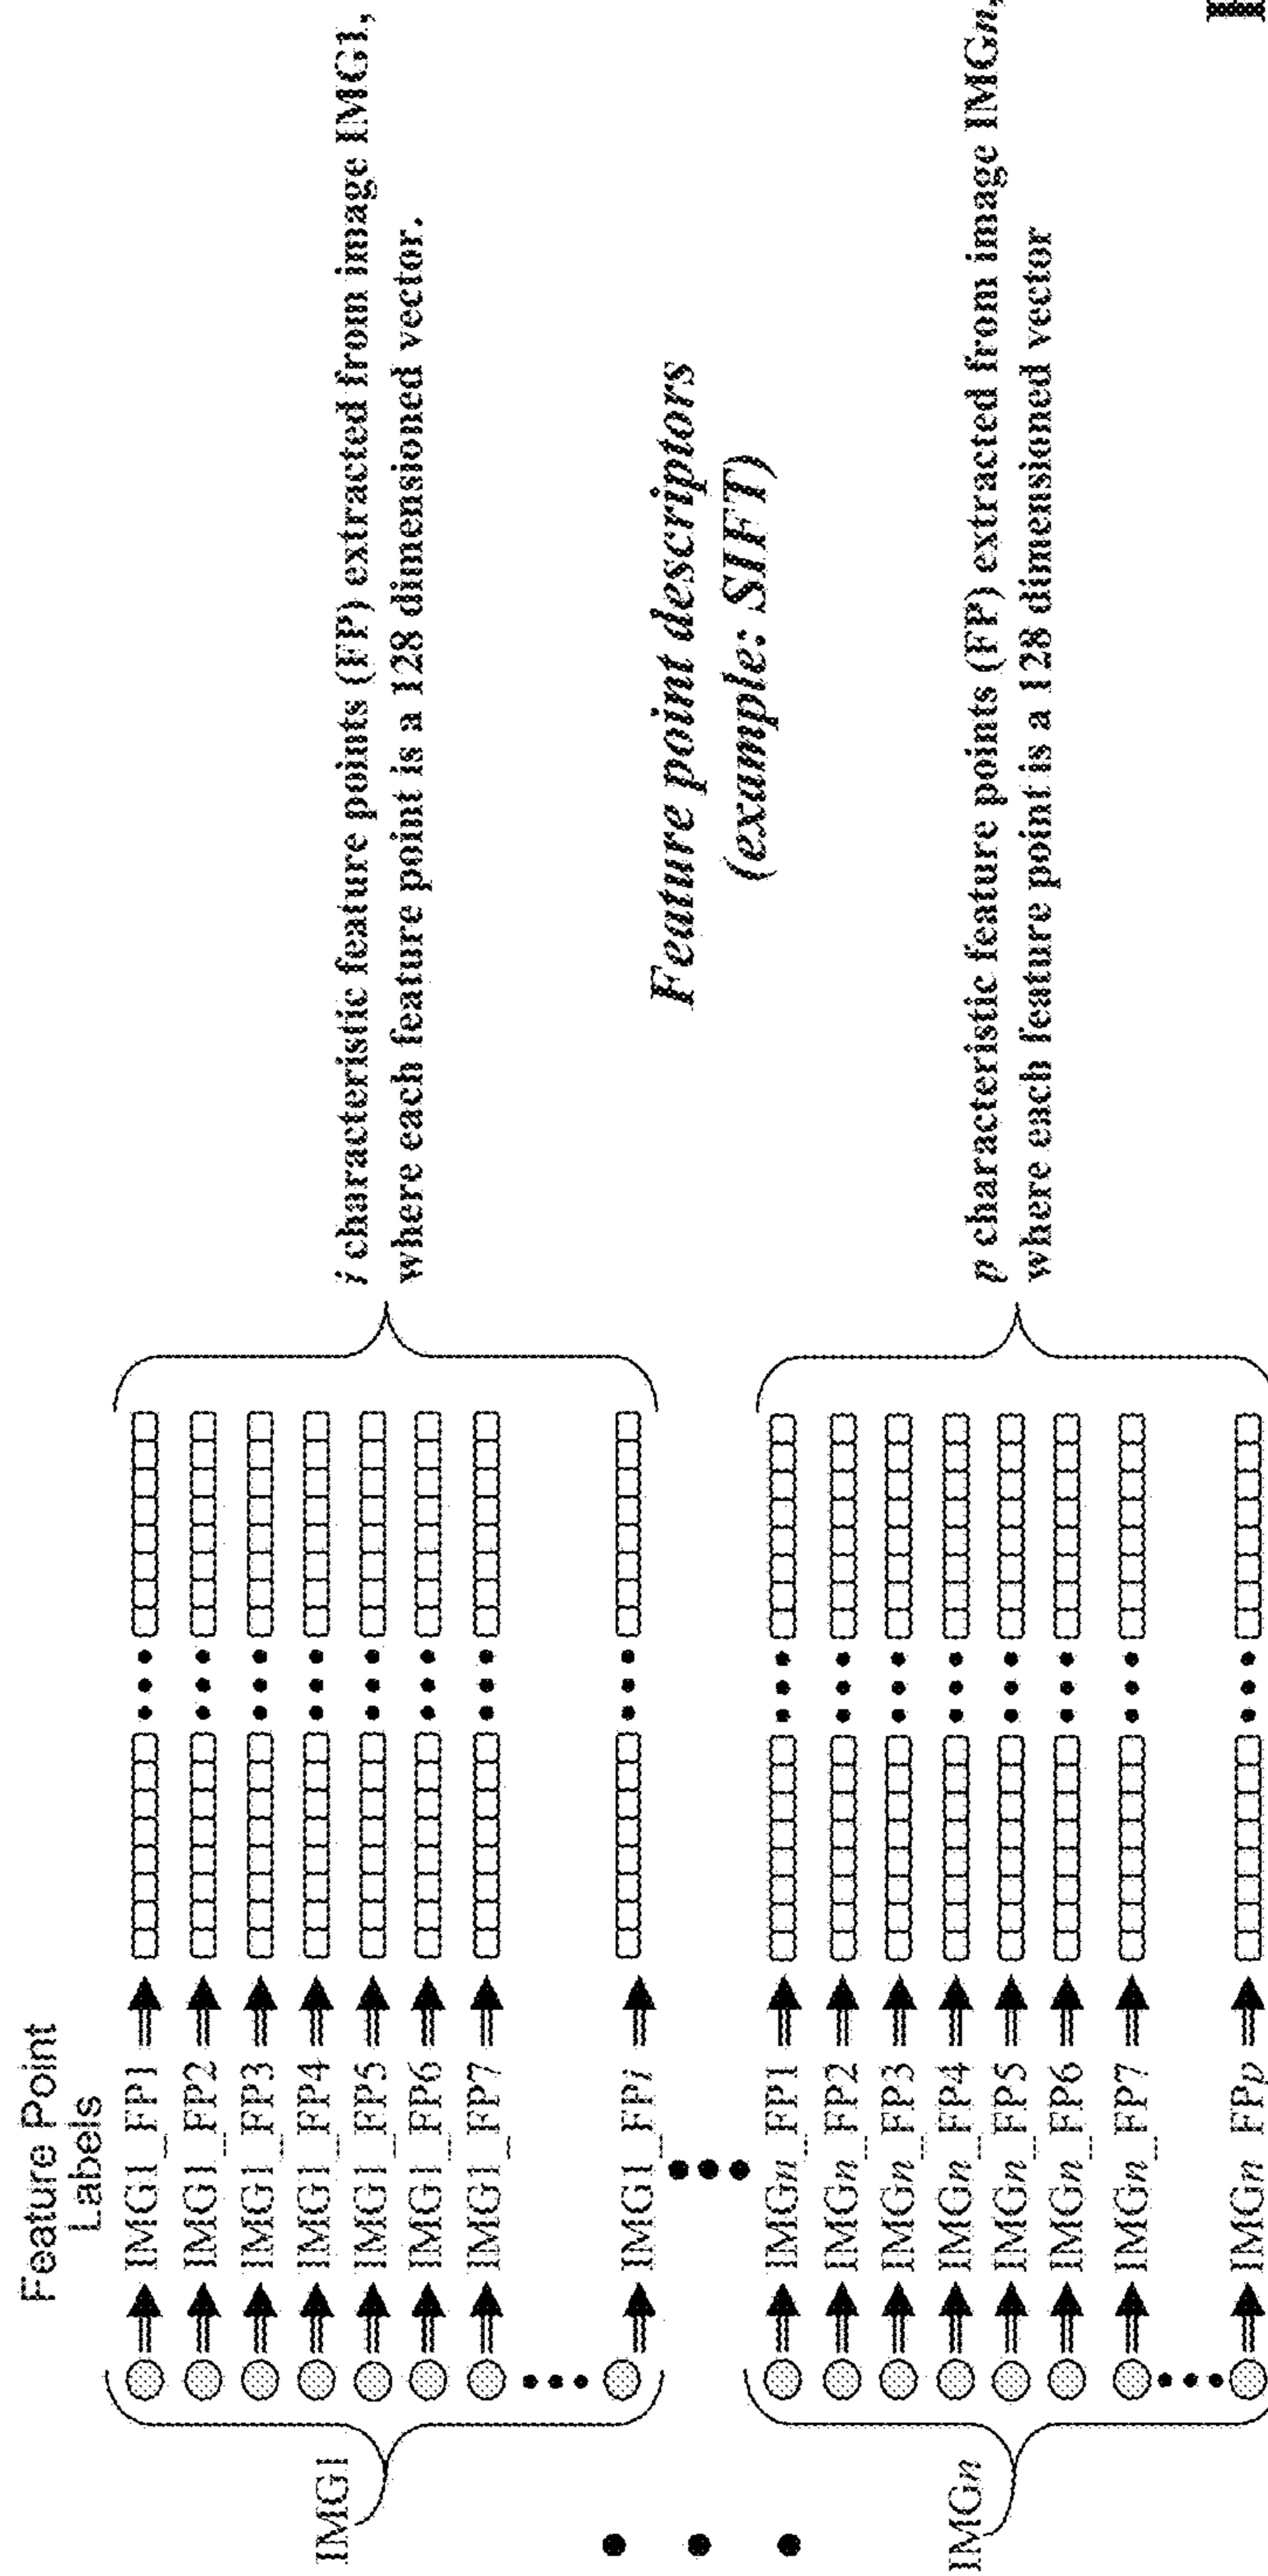 Feature Point
Labels
IMG1
IMG1_FP1
IMG1_FP2
IMG1_FP3
IMG1_FP4
IMG1_FP5
IMG1_FP6
IMG1_FP7
IMG1_FPi
i characteristic feature points (FP) extracted from image IMG1,
where each feature point is a 128 dimensioned vector.
Feature point descriptors
(example: SIFT)
IMGn
IMGn_FP1
IMGn_FP2
IMGn_FP3
IMGn_FP4
IMGn_FP5
IMGn_FP6
IMGn_FP7
IMGn_FPp
p characteristic feature points (FP) extracted from image IMGn,
where each feature point is a 128 dimensioned vector